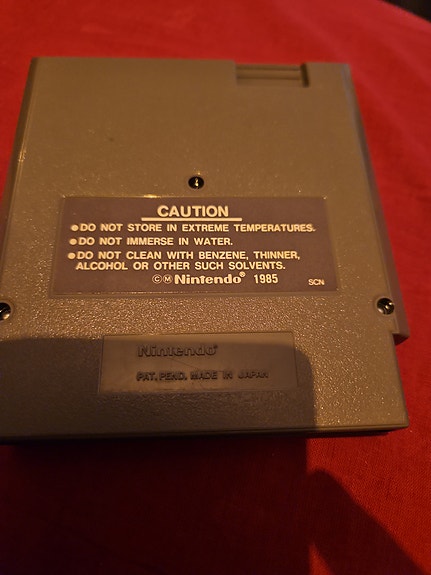 CAUTION
●DO NOT STORE IN EXTREME TEMPERATURES.
●DO NOT IMMERSE IN WATER.
●DO NOT CLEAN WITH BENZENE, THINNER,
ALCOHOL OR OTHER SUCH SOLVENTS.
©Ⓜ Nintendo® 1985 SCN
Nintendo®
PAT. PEND. MADE IN JAPAN